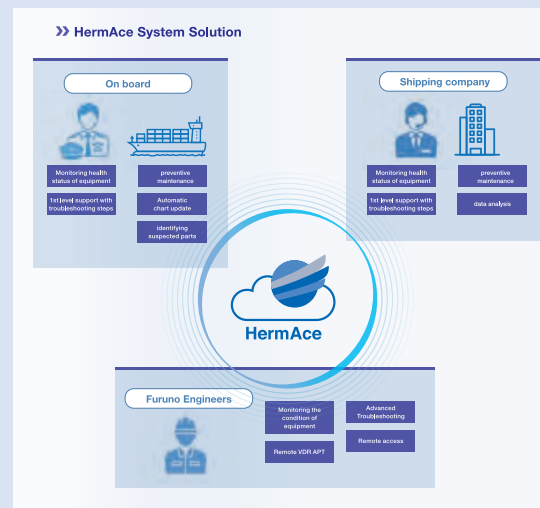 HermAce System Solution
On board
Monitoring health
status of equipment
1st level support with
troubleshooting steps
preventive
maintenance
Automatic
chart update
identifying
suspected parts
Shipping company
Monitoring health
status of equipment
1st level support with
troubleshooting steps
preventive
maintenance
data analysis
HermAce
Furuno Engineers
Monitoring the
condition of
equipment
Remote VDR APT
Advanced
Troubleshooting
Remote access